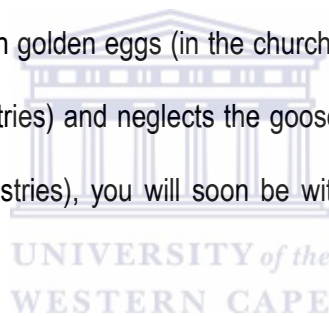 n golden eggs (in the church
tries) and neglects the goose
stries), you will soon be wit
UNIVERSITY of the
WESTERN CAPE